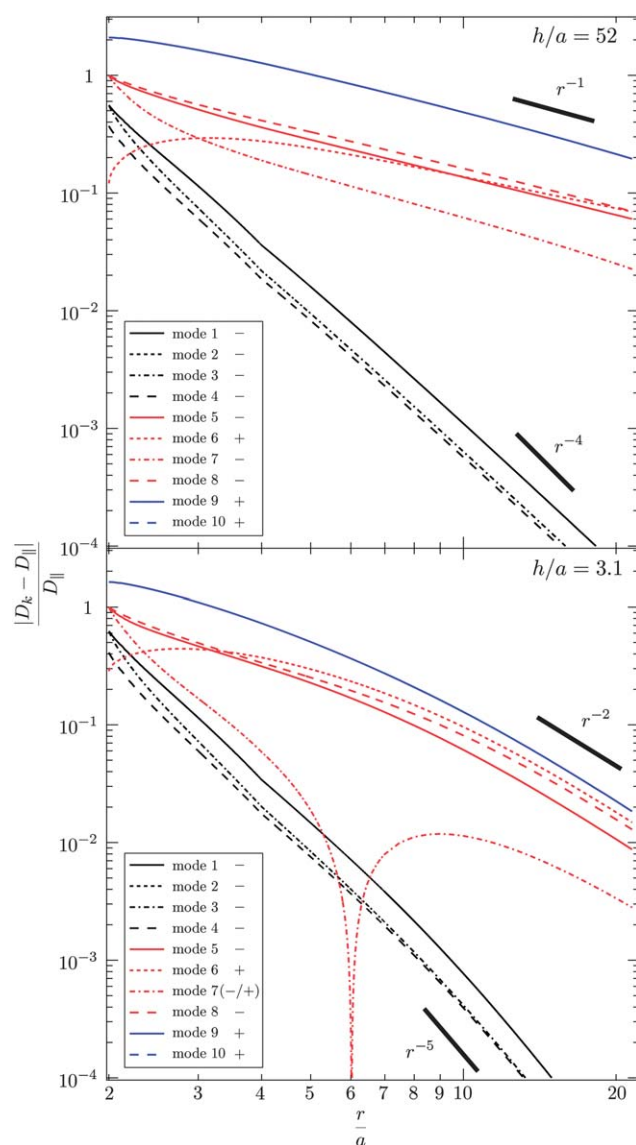 h/a = 52
1
10⁻¹
10⁻²
10⁻³
10⁻⁴
r⁻¹
r⁻⁴
mode 1 −
mode 2 −
mode 3 −
mode 4 −
mode 5 −
mode 6 +
mode 7 −
mode 8 −
mode 9 +
mode 10 +
|Dₖ − D∥|
D∥
h/a = 3.1
1
10⁻¹
10⁻²
10⁻³
10⁻⁴
r⁻²
r⁻⁵
mode 1 −
mode 2 −
mode 3 −
mode 4 −
mode 5 −
mode 6 +
mode 7(−/+)
mode 8 −
mode 9 +
mode 10 +
2 3 4 5 6 7 8 9 10 20
r
a